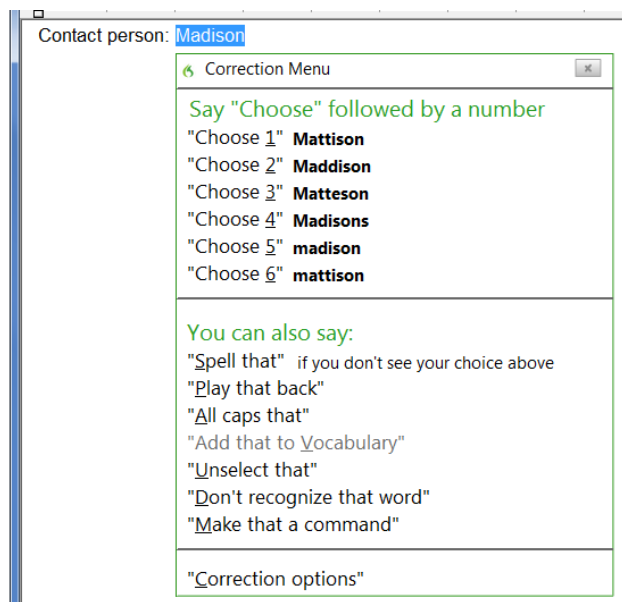 Contact person: Madison
Correction Menu
Say "Choose" followed by a number
"Choose 1" Mattison
"Choose 2" Maddison
"Choose 3" Matteson
"Choose 4" Madisons
"Choose 5" madison
"Choose 6" mattison
You can also say:
"Spell that" if you don't see your choice above
"Play that back"
"All caps that"
"Add that to Vocabulary"
"Unselect that"
"Don't recognize that word"
"Make that a command"
"Correction options"